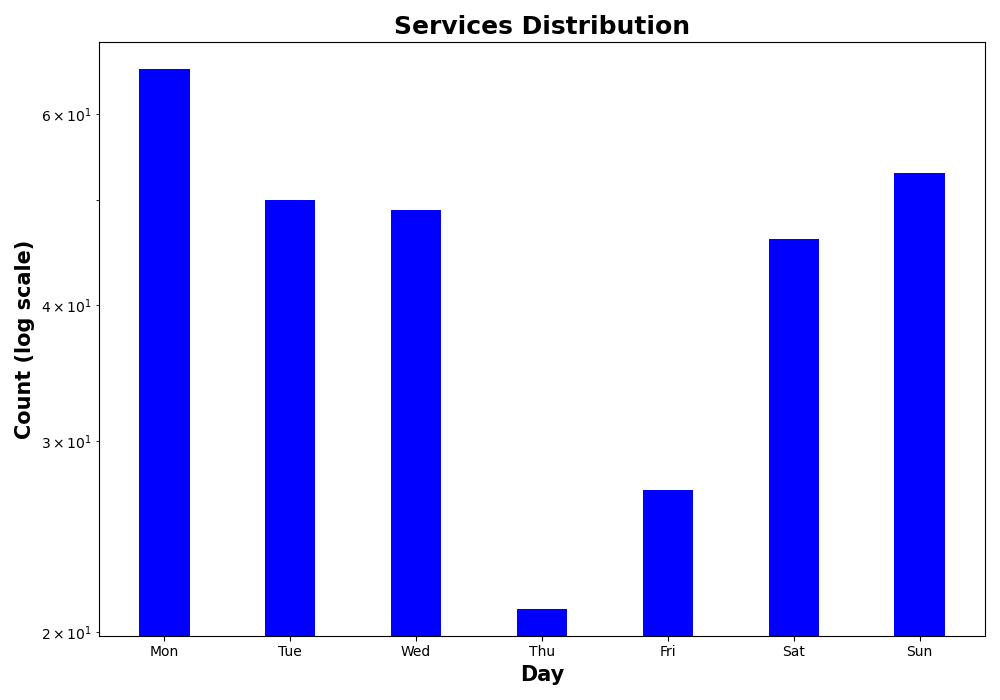 Services Distribution
Count (log scale)
6 × 10¹
4 × 10¹
3 × 10¹
2 × 10¹
Mon Tue Wed Thu Fri Sat Sun
Day